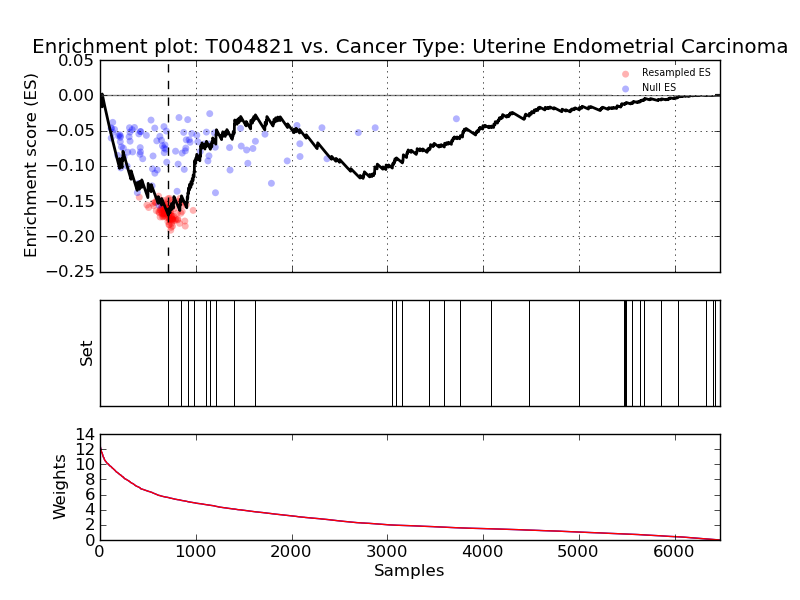 Enrichment plot: T004821 vs. Cancer Type: Uterine Endometrial Carcinoma
Enrichment score (ES)
0.05
0.00
−0.05
−0.10
−0.15
−0.20
−0.25
Resampled ES
Null ES
Set
Weights
14
12
10
8
6
4
2
0
0 1000 2000 3000 4000 5000 6000
Samples